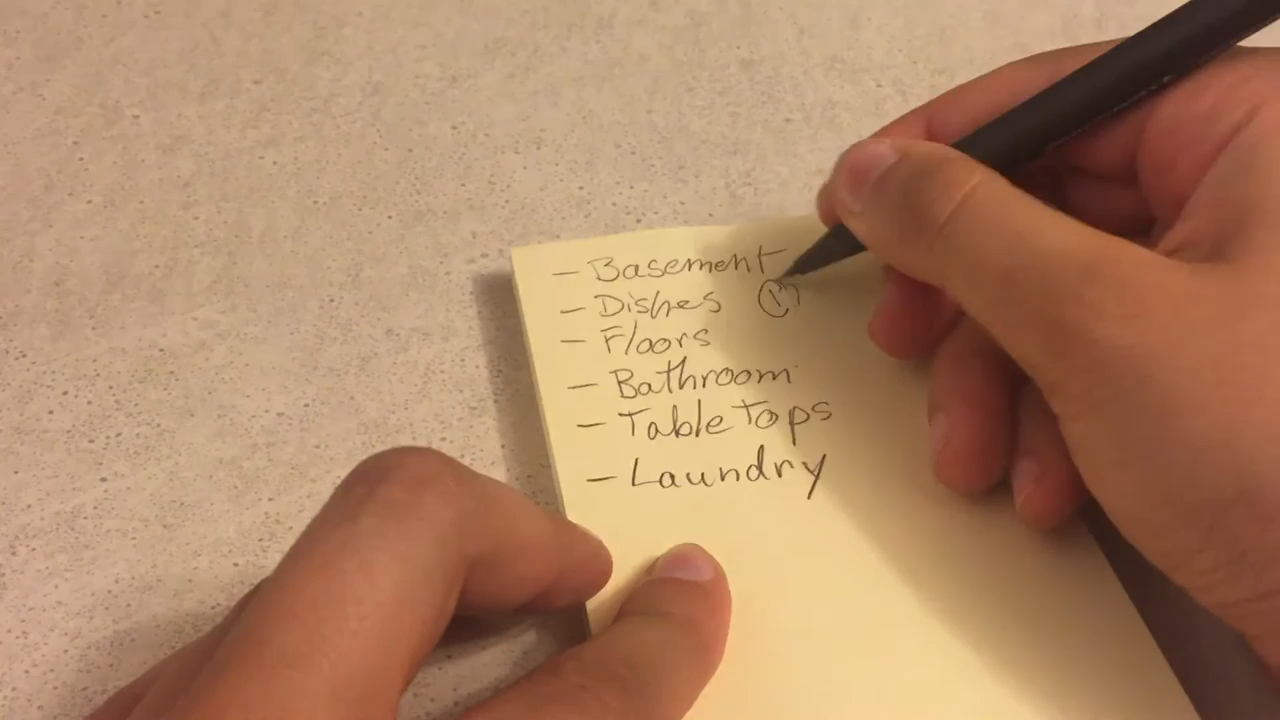 - Basement
- Dishes
- Floors
- Bathroom
- Table Tops
- Laundry